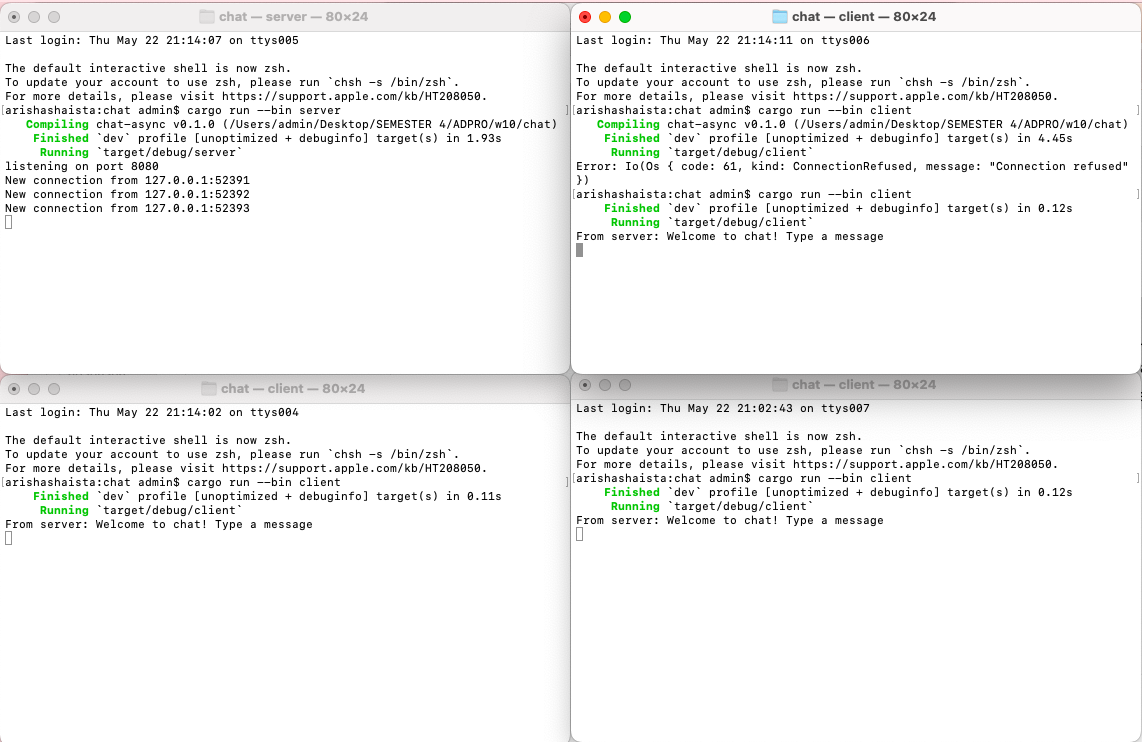 chat — server — 80×24
Last login: Thu May 22 21:14:07 on ttys005
The default interactive shell is now zsh.
To update your account to use zsh, please run `chsh -s /bin/zsh`.
For more details, please visit https://support.apple.com/kb/HT208050.
[arishashaista:chat admin$ cargo run --bin server ]
Compiling chat-async v0.1.0 (/Users/admin/Desktop/SEMESTER 4/ADPRO/w10/chat)
Finished `dev` profile [unoptimized + debuginfo] target(s) in 1.93s
Running `target/debug/server`
listening on port 8080
New connection from 127.0.0.1:52391
New connection from 127.0.0.1:52392
New connection from 127.0.0.1:52393
chat — client — 80×24
Last login: Thu May 22 21:14:11 on ttys006
The default interactive shell is now zsh.
To update your account to use zsh, please run `chsh -s /bin/zsh`.
For more details, please visit https://support.apple.com/kb/HT208050.
[arishashaista:chat admin$ cargo run --bin client ]
Compiling chat-async v0.1.0 (/Users/admin/Desktop/SEMESTER 4/ADPRO/w10/chat)
Finished `dev` profile [unoptimized + debuginfo] target(s) in 4.45s
Running `target/debug/client`
Error: Io(Os { code: 61, kind: ConnectionRefused, message: "Connection refused"
})
[arishashaista:chat admin$ cargo run --bin client ]
Finished `dev` profile [unoptimized + debuginfo] target(s) in 0.12s
Running `target/debug/client`
From server: Welcome to chat! Type a message
chat — client — 80×24
Last login: Thu May 22 21:14:02 on ttys004
The default interactive shell is now zsh.
To update your account to use zsh, please run `chsh -s /bin/zsh`.
For more details, please visit https://support.apple.com/kb/HT208050.
[arishashaista:chat admin$ cargo run --bin client ]
Finished `dev` profile [unoptimized + debuginfo] target(s) in 0.11s
Running `target/debug/client`
From server: Welcome to chat! Type a message
chat — client — 80×24
Last login: Thu May 22 21:02:43 on ttys007
The default interactive shell is now zsh.
To update your account to use zsh, please run `chsh -s /bin/zsh`.
For more details, please visit https://support.apple.com/kb/HT208050.
[arishashaista:chat admin$ cargo run --bin client ]
Finished `dev` profile [unoptimized + debuginfo] target(s) in 0.12s
Running `target/debug/client`
From server: Welcome to chat! Type a message